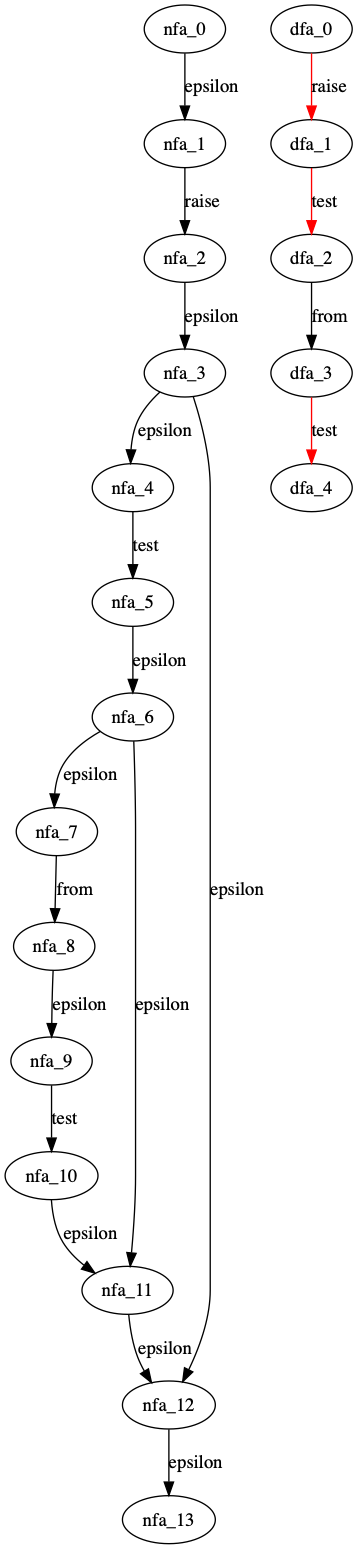 nfa_0 dfa_0
epsilon raise
nfa_1 dfa_1
raise test
nfa_2 dfa_2
epsilon from
nfa_3 dfa_3
epsilon test
nfa_4 dfa_4
test
nfa_5
epsilon
nfa_6
epsilon
nfa_7
from epsilon
nfa_8
epsilon epsilon
nfa_9
test
nfa_10
epsilon
nfa_11
epsilon
nfa_12
epsilon
nfa_13